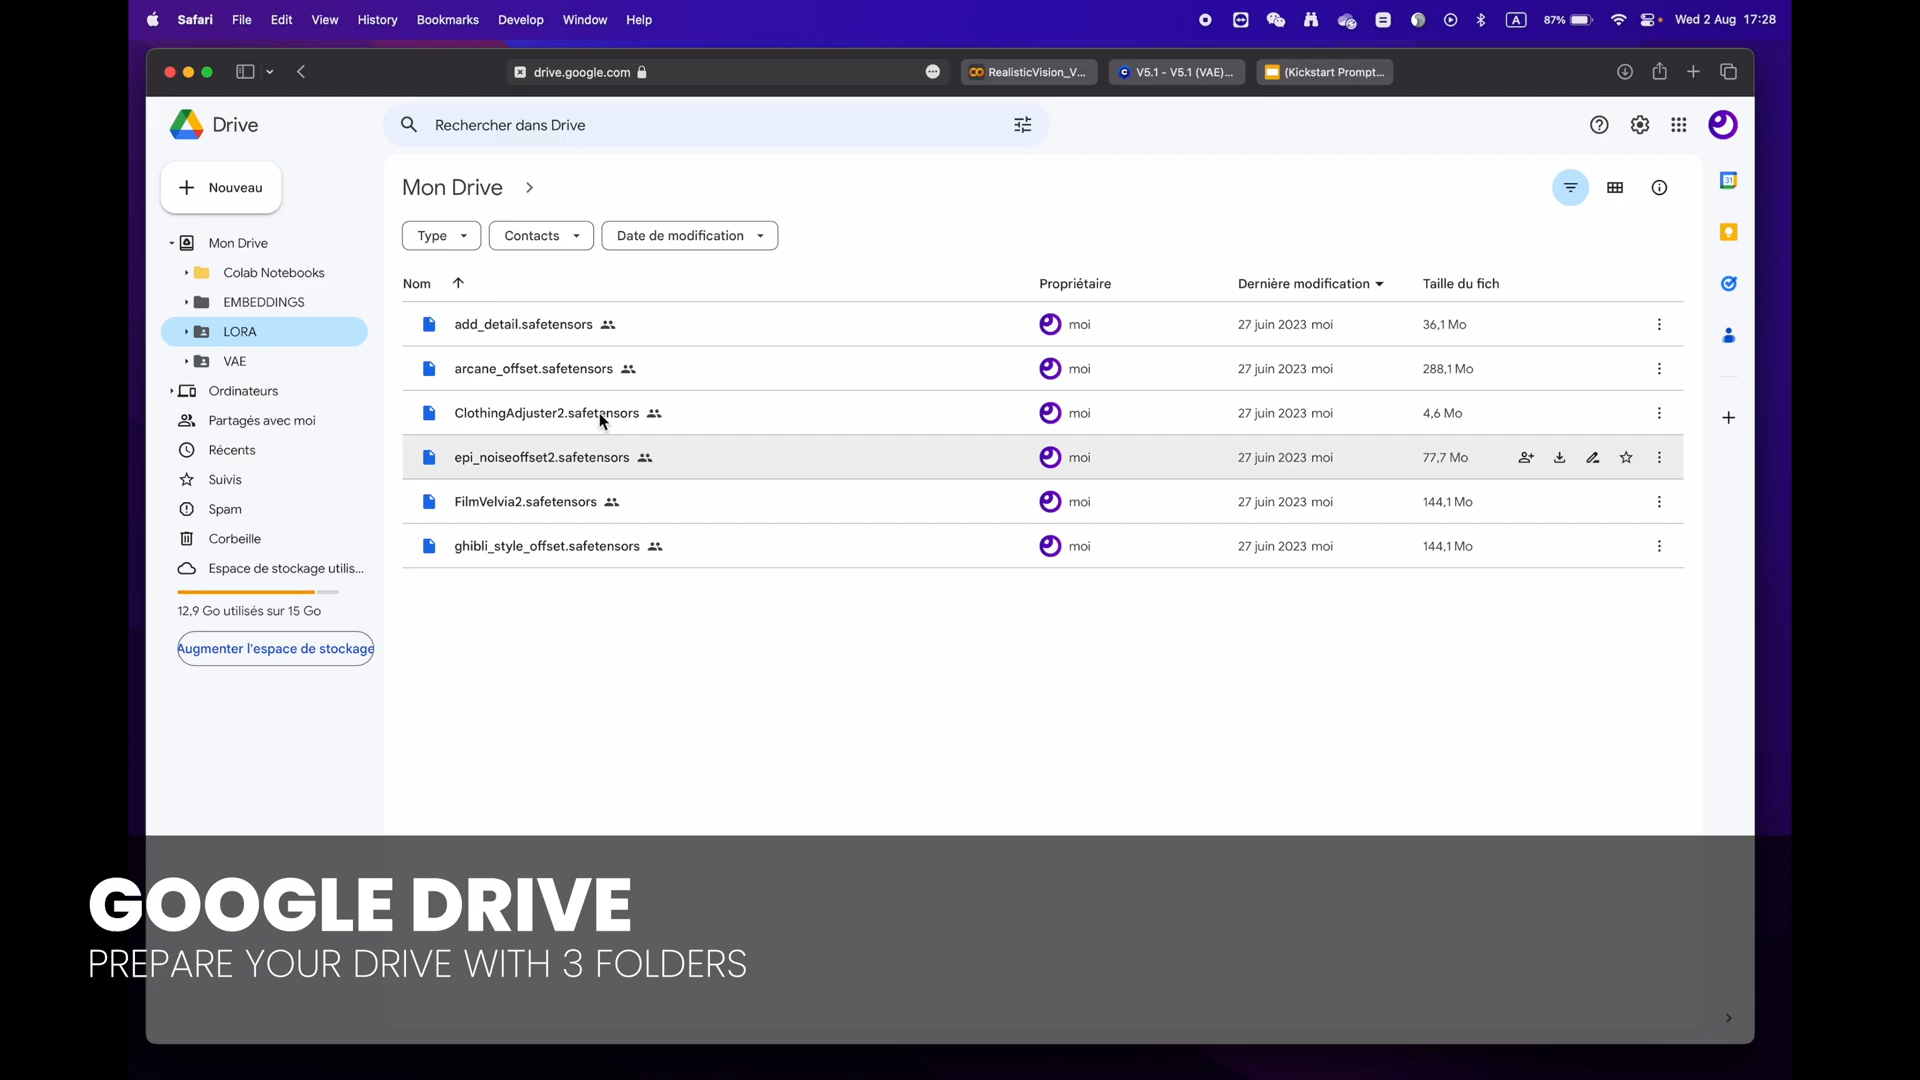 Safari File Edit View History Bookmarks Develop Window Help A 87% Wed 2 Aug 17:28
drive.google.com RealisticVision_V... V5.1 - V5.1 (VAE)... (Kickstart Prompt...
Drive
Rechercher dans Drive
Nouveau
Mon Drive
Colab Notebooks
EMBEDDINGS
LORA
VAE
Ordinateurs
Partagés avec moi
Récents
Suivis
Spam
Corbeille
Espace de stockage utilis...
12,9 Go utilisés sur 15 Go
Augmenter l'espace de stockage
Mon Drive
Type Contacts Date de modification
Nom Propriétaire Dernière modification Taille du fich
add_detail.safetensors moi 27 juin 2023 moi 36,1 Mo
arcane_offset.safetensors moi 27 juin 2023 moi 288,1 Mo
ClothingAdjuster2.safetensors moi 27 juin 2023 moi 4,6 Mo
epi_noiseoffset2.safetensors moi 27 juin 2023 moi 77,7 Mo
FilmVelvia2.safetensors moi 27 juin 2023 moi 144,1 Mo
ghibli_style_offset.safetensors moi 27 juin 2023 moi 144,1 Mo
31
GOOGLE DRIVE
PREPARE YOUR DRIVE WITH 3 FOLDERS